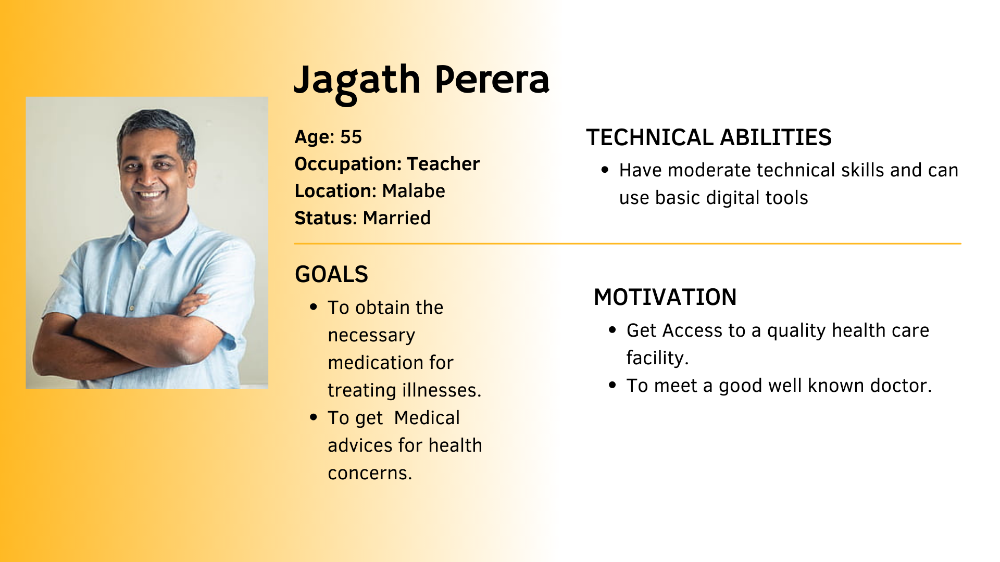 Jagath Perera
Age: 55
Occupation: Teacher
Location: Malabe
Status: Married
TECHNICAL ABILITIES
• Have moderate technical skills and can
use basic digital tools
GOALS
• To obtain the
necessary
medication for
treating illnesses.
• To get  Medical
advices for health
concerns.
MOTIVATION
• Get Access to a quality health care
facility.
• To meet a good well known doctor.